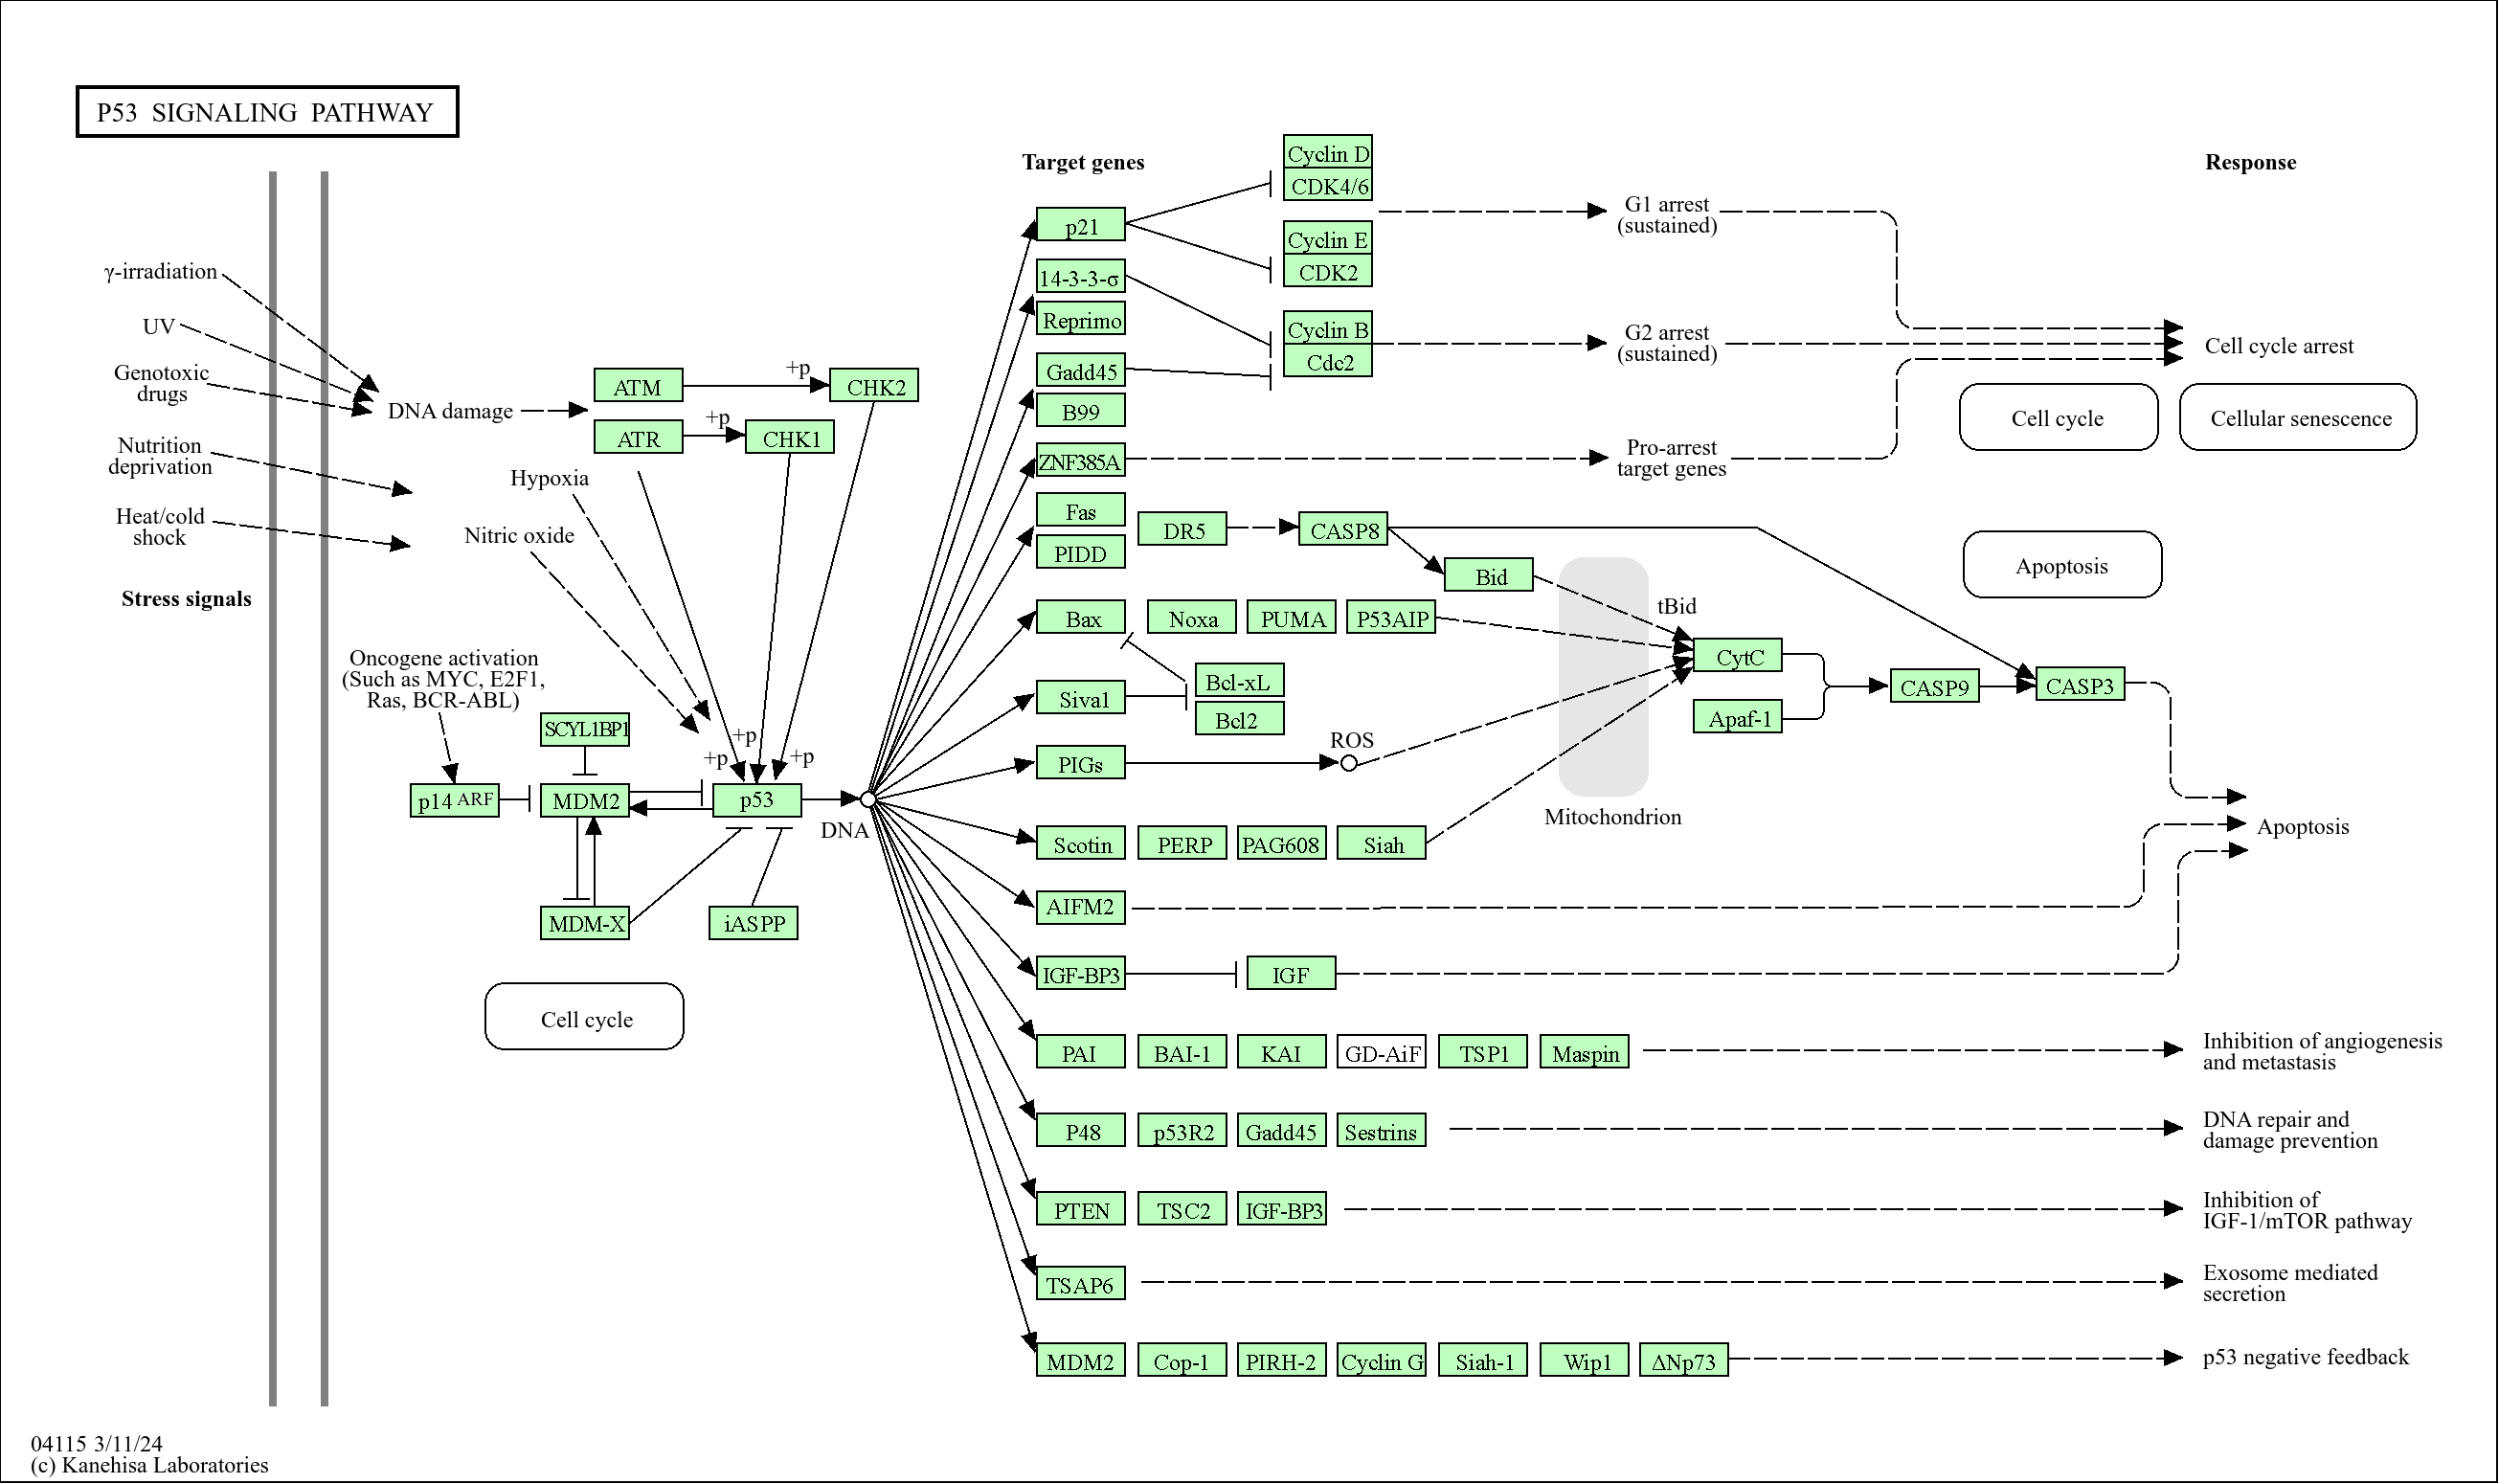 P53 SIGNALING PATHWAY
Target genes
Response
γ-irradiation
UV
Genotoxic
drugs
Nutrition
deprivation
Heat/cold
shock
Stress signals
DNA damage
ATM
+p
CHK2
ATR
+p
CHK1
Hypoxia
Nitric oxide
Oncogene activation
(Such as MYC, E2F1,
Ras, BCR-ABL)
SCYL1BP1
+p
+p
+p
p14 ARF
MDM2
p53
DNA
MDM-X
iASPP
Cell cycle
p21
Cyclin D
CDK4/6
Cyclin E
CDK2
G1 arrest
(sustained)
14-3-3-σ
Reprimo
Gadd45
B99
Cyclin B
Cdc2
G2 arrest
(sustained)
Cell cycle arrest
Cell cycle
Cellular senescence
ZNF385A
Pro-arrest
target genes
Fas
PIDD
DR5
CASP8
Bid
tBid
Apoptosis
Bax
Noxa
PUMA
P53AIP
CytC
Apaf-1
CASP9
CASP3
Sival
Bcl-xL
Bcl2
PIGs
ROS
Mitochondrion
Apoptosis
Scotin
PERP
PAG608
Siah
AIFM2
IGF-BP3
IGF
PAI
BAI-1
KAI
GD-AiF
TSP1
Maspin
Inhibition of angiogenesis
and metastasis
P48
p53R2
Gadd45
Sestrins
DNA repair and
damage prevention
PTEN
TSC2
IGF-BP3
Inhibition of
IGF-1/mTOR pathway
TSAP6
Exosome mediated
secretion
MDM2
Cop-1
PIRH-2
Cyclin G
Siah-1
Wip1
ΔNp73
p53 negative feedback
04115 3/11/24
(c) Kanehisa Laboratories